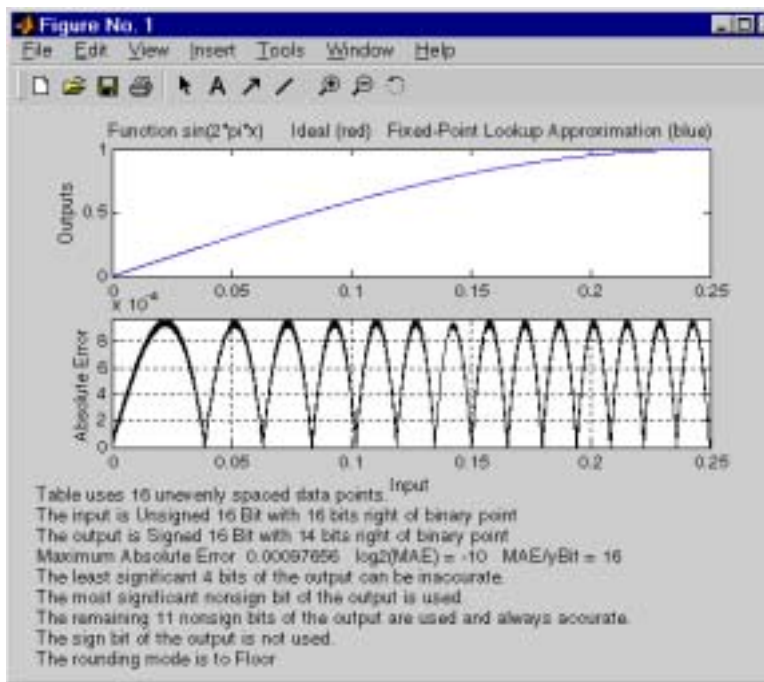 Figure No. 1
File Edit View Insert Tools Window Help
A
Function sin(2*pi*x) Ideal (red) Fixed-Point Lookup Approximation (blue)
Outputs
1
0.5
0
0 0.05 0.1 0.15 0.2 0.25
x 10⁻⁴
Absolute Error
8
6
4
2
0
0 0.05 0.1 0.15 0.2 0.25
Input
Table uses 16 unevenly spaced data points.
The input is Unsigned 16 Bit with 16 bits right of binary point
The output is Signed 16 Bit with 14 bits right of binary point
Maximum Absolute Error 0.00097656 log2(MAE) = -10 MAE/yBit = 16
The least significant 4 bits of the output can be inaccurate.
The most significant nonsign bit of the output is used.
The remaining 11 nonsign bits of the output are used and always accurate.
The sign bit of the output is not used.
The rounding mode is to Floor